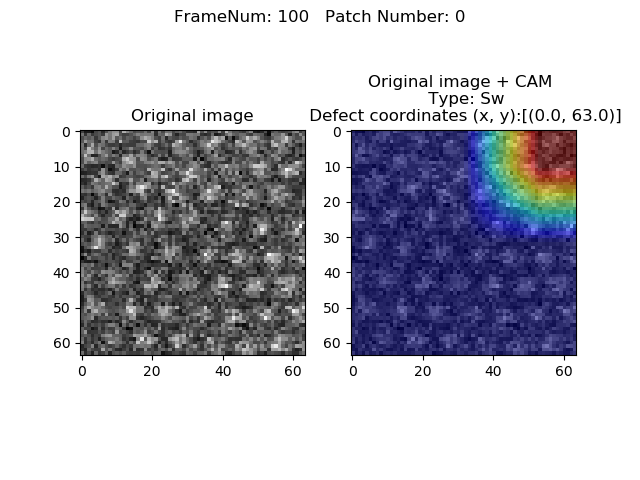 FrameNum: 100   Patch Number: 0
Original image
Original image + CAM
Type: Sw
Defect coordinates (x, y):[(0.0, 63.0)]
0
10
20
30
40
50
60
0 20 40 60
0
10
20
30
40
50
60
0 20 40 60